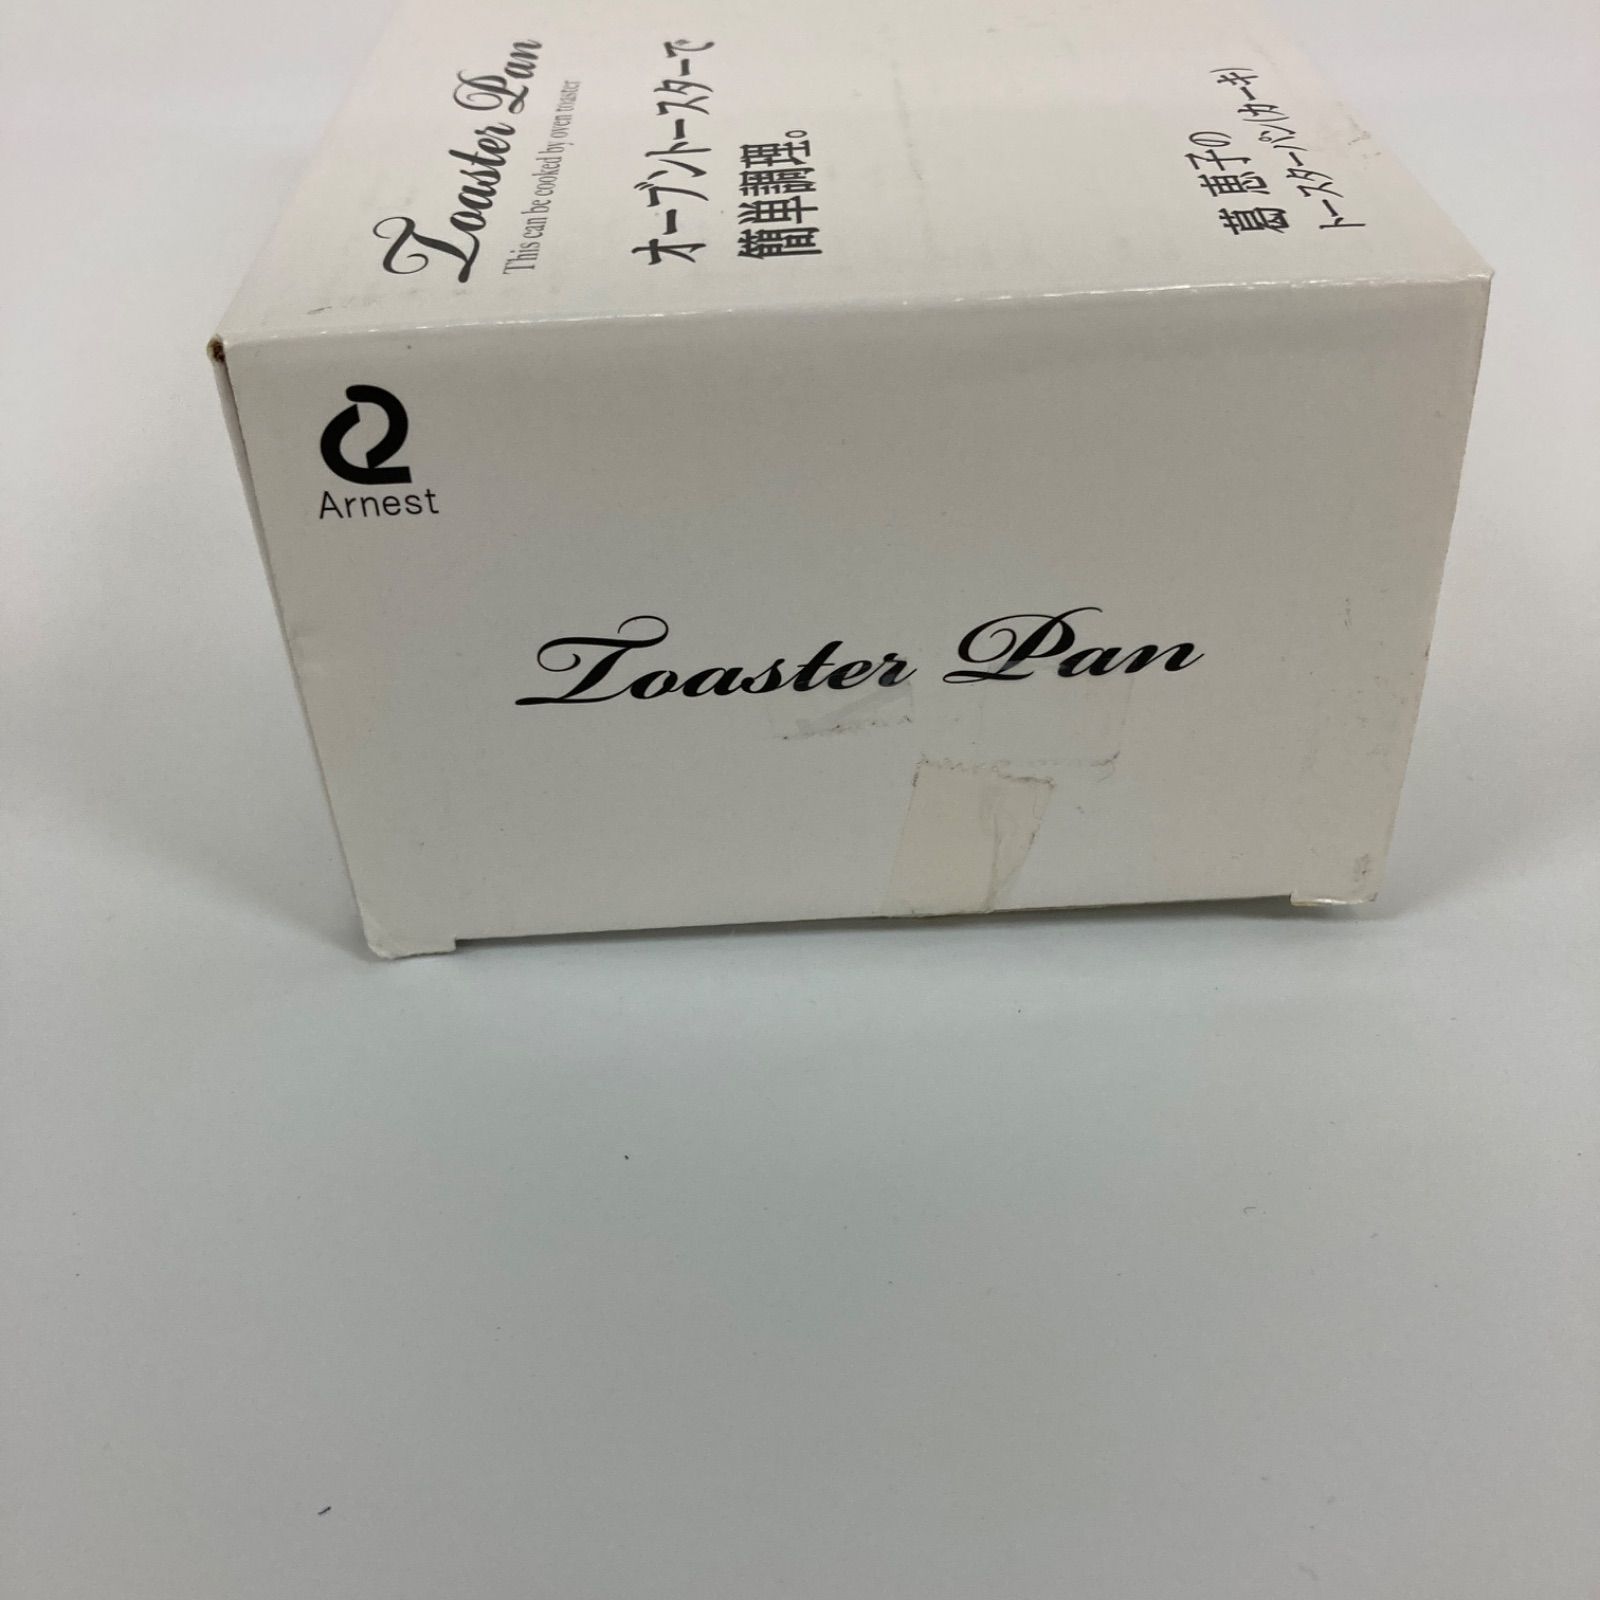 Toaster Pan
This can be cooked by oven toaster
オーブントースターで
簡単調理。
葛 恵子の
トースターパン(カーキ)
Arnest
Toaster Pan